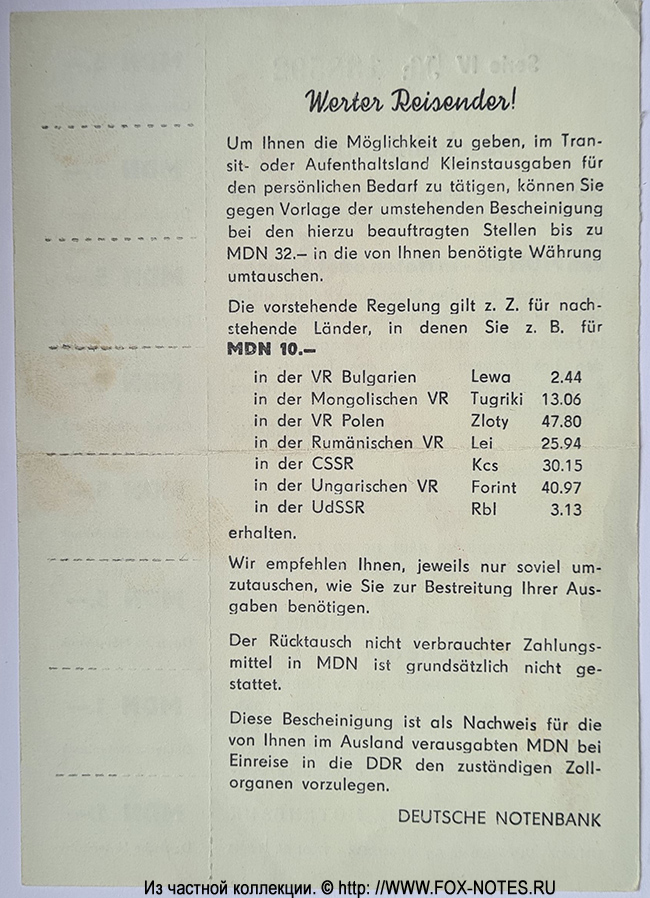 Werter Reisender!
Um Ihnen die Möglichkeit zu geben, im Tran-
sit- oder Aufenthaltsland Kleinstausgaben für
den persönlichen Bedarf zu tätigen, können Sie
gegen Vorlage der umstehenden Bescheinigung
bei den hierzu beauftragten Stellen bis zu
MDN 32.– in die von Ihnen benötigte Währung
umtauschen.
Die vorstehende Regelung gilt z. Z. für nach-
stehende Länder, in denen Sie z. B. für
MDN 10.–
in der VR Bulgarien Lewa 2.44
in der Mongolischen VR Tugriki 13.06
in der VR Polen Zloty 47.80
in der Rumänischen VR Lei 25.94
in der CSSR Kcs 30.15
in der Ungarischen VR Forint 40.97
in der UdSSR Rbl 3.13
erhalten.
Wir empfehlen Ihnen, jeweils nur soviel um-
zutauschen, wie Sie zur Bestreitung Ihrer Aus-
gaben benötigen.
Der Rücktausch nicht verbrauchter Zahlungs-
mittel in MDN ist grundsätzlich nicht ge-
stattet.
Diese Bescheinigung ist als Nachweis für die
von Ihnen im Ausland verausgabten MDN bei
Einreise in die DDR den zuständigen Zoll-
organen vorzulegen.
DEUTSCHE NOTENBANK
Из частной коллекции. © http: //WWW.FOX-NOTES.RU